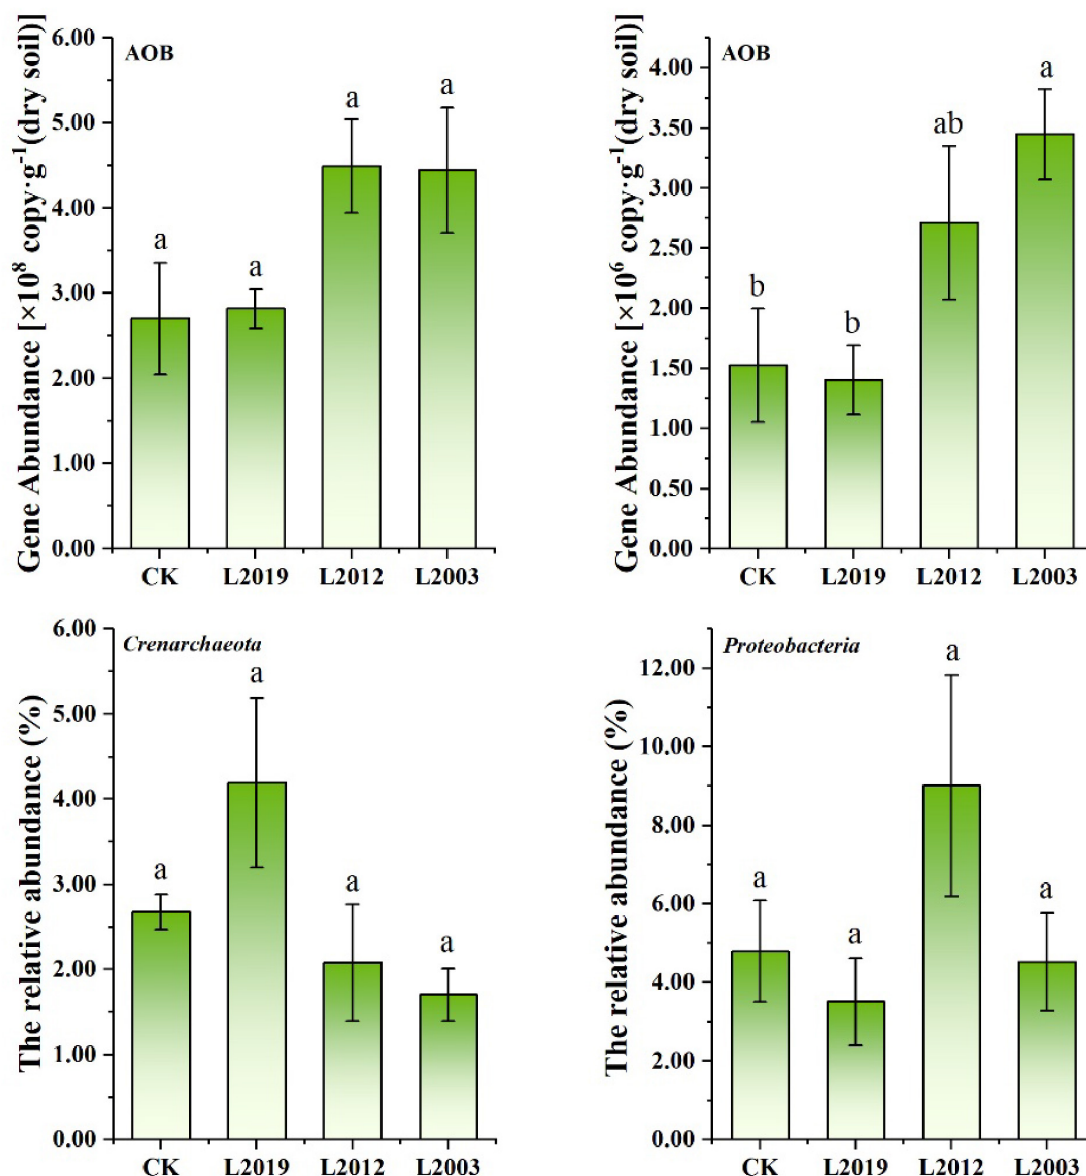 Gene Abundance [×10⁸ copy·g⁻¹(dry soil)]
6.00
5.00
4.00
3.00
2.00
1.00
0.00
AOB
a
a
a
a
CK
L2019
L2012
L2003
Gene Abundance [×10⁶ copy·g⁻¹(dry soil)]
4.00
3.50
3.00
2.50
2.00
1.50
1.00
0.50
0.00
AOB
b
b
ab
a
CK
L2019
L2012
L2003
The relative abundance (%)
6.00
5.00
4.00
3.00
2.00
1.00
0.00
Crenarchaeota
a
a
a
a
CK
L2019
L2012
L2003
The relative abundance (%)
12.00
10.00
8.00
6.00
4.00
2.00
0.00
Proteobacteria
a
a
a
a
CK
L2019
L2012
L2003